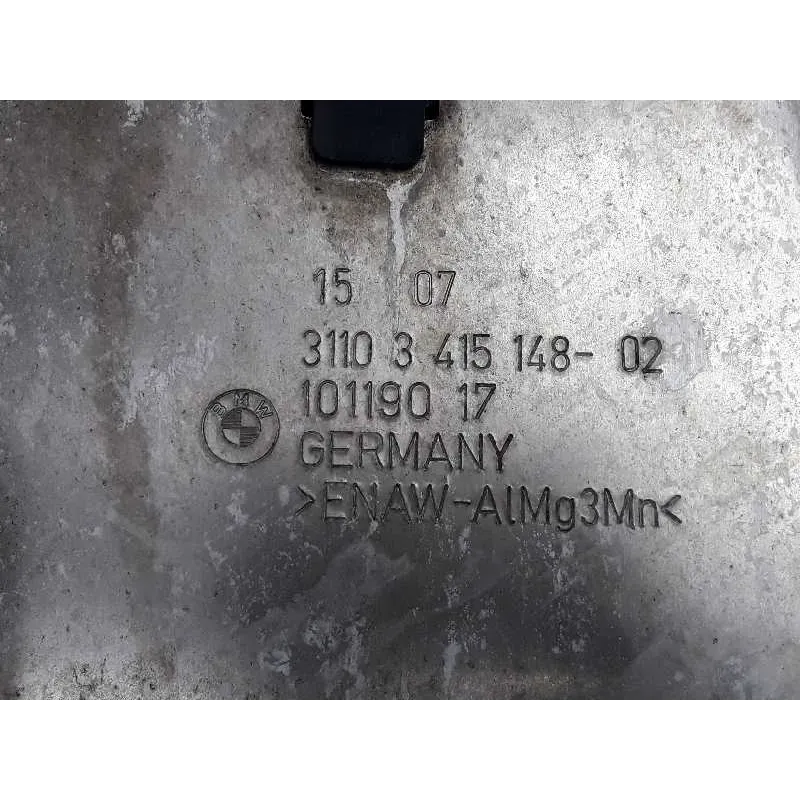 15 07
3110 3 415 148- 02
101190 17
BMW
GERMANY
>ENAW-AlMg3Mn<